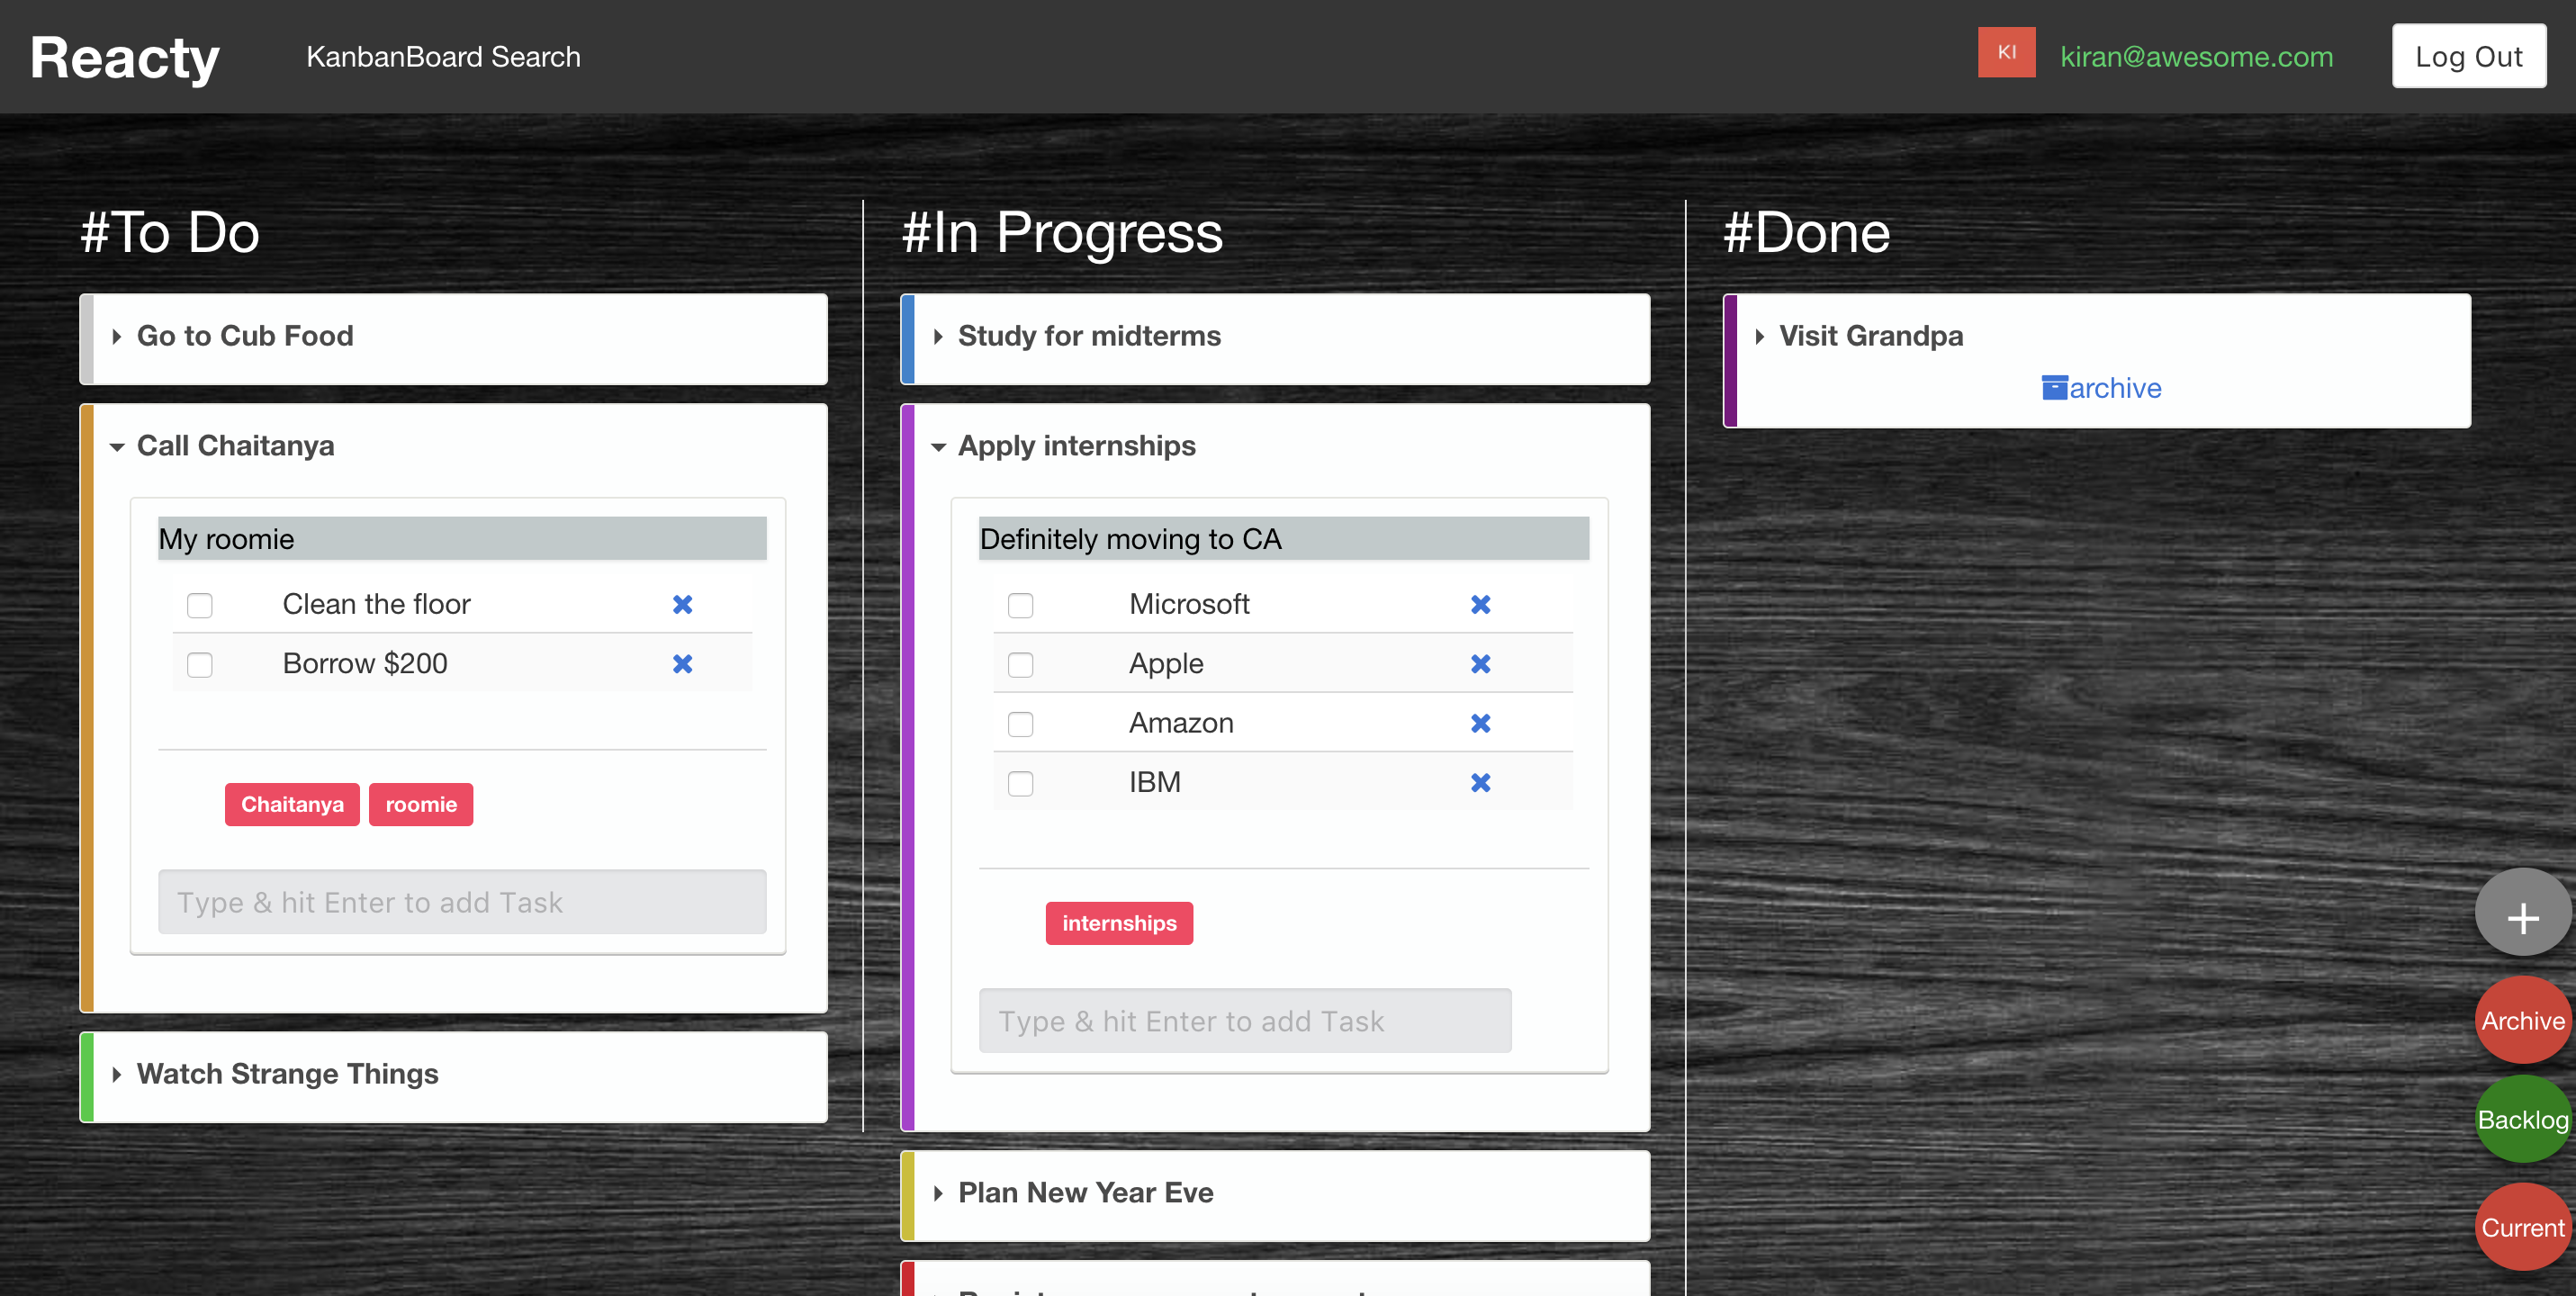 Reacty
KanbanBoard Search
KI
kiran@awesome.com
Log Out
#To Do
Go to Cub Food
Call Chaitanya
My roomie
Clean the floor
Borrow $200
Chaitanya roomie
Type & hit Enter to add Task
Watch Strange Things
#In Progress
Study for midterms
Apply internships
Definitely moving to CA
Microsoft
Apple
Amazon
IBM
internships
Type & hit Enter to add Task
Plan New Year Eve
#Done
Visit Grandpa
archive
+
Archive
Backlog
Current